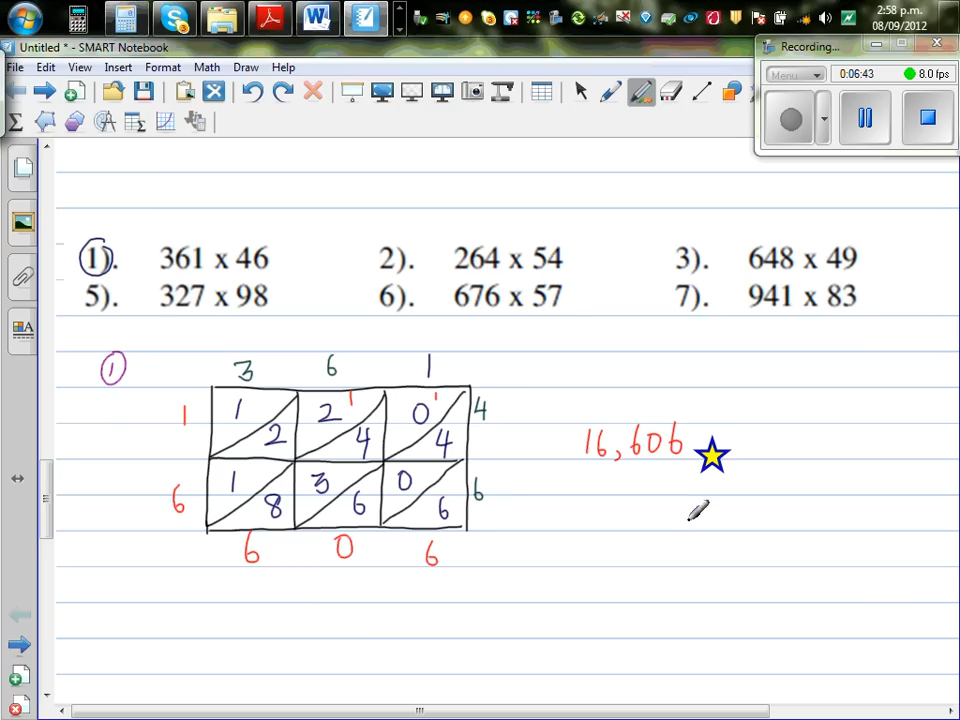 2:58 p.m.
08/09/2012
Untitled * - SMART Notebook
Recording...
File Edit View Insert Format Math Draw Help
Menu 0:06:43 8.0 fps
1). 361 x 46 2). 264 x 54 3). 648 x 49
5). 327 x 98 6). 676 x 57 7). 941 x 83
1 3 6 1
1 1 2 2 1 4 0 1 4 4
16,606
6 1 8 3 6 0 6 6
6 0 6